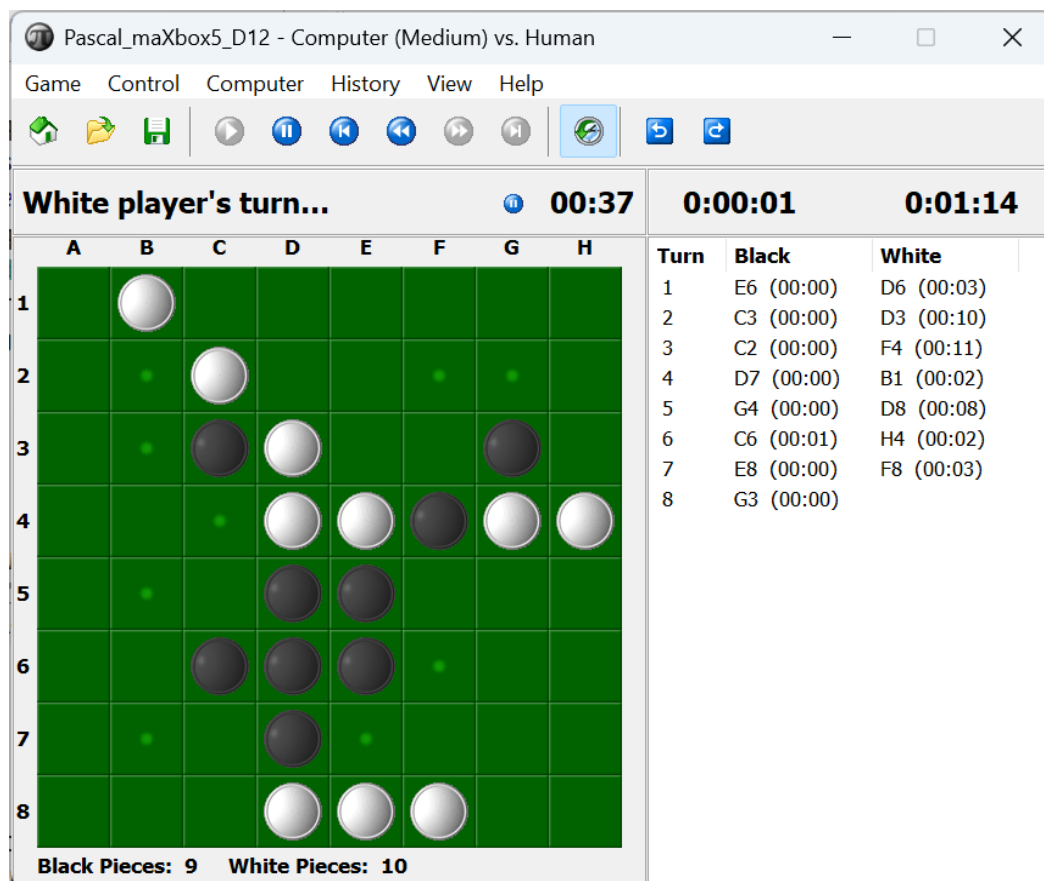 Pascal_maXbox5_D12 - Computer (Medium) vs. Human
Game Control Computer History View Help
White player's turn... 00:37 0:00:01 0:01:14
A B C D E F G H
1
2
3
4
5
6
7
8
Black Pieces: 9 White Pieces: 10
Turn Black White
1 E6 (00:00) D6 (00:03)
2 C3 (00:00) D3 (00:10)
3 C2 (00:00) F4 (00:11)
4 D7 (00:00) B1 (00:02)
5 G4 (00:00) D8 (00:08)
6 C6 (00:01) H4 (00:02)
7 E8 (00:00) F8 (00:03)
8 G3 (00:00)